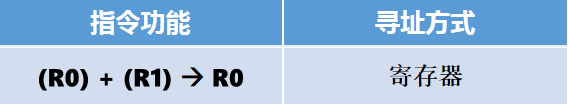 指令功能 寻址方式
(R0) + (R1) → R0 寄存器